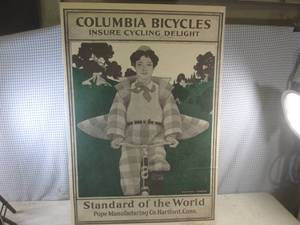 COLUMBIA BICYCLES
INSURE CYCLING DELIGHT
Standard of the World
Pope Manufacturing Co. Hartford, Conn.